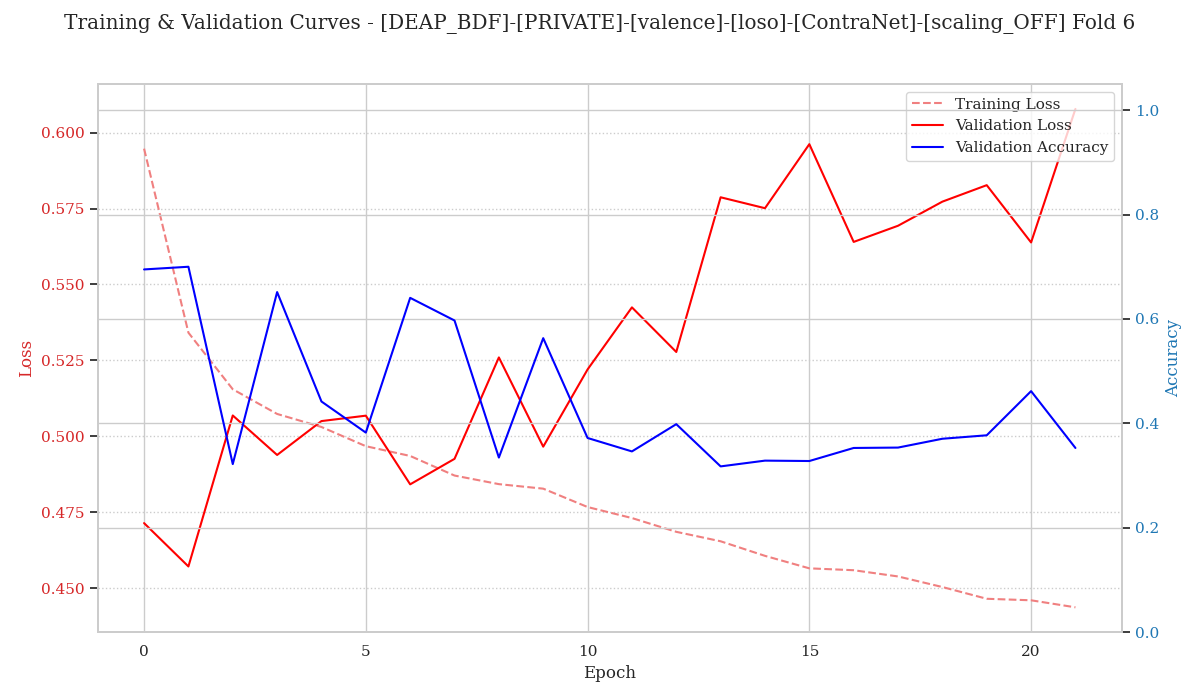 Training & Validation Curves - [DEAP_BDF]-[PRIVATE]-[valence]-[loso]-[ContraNet]-[scaling_OFF] Fold 6
Training Loss
Validation Loss
Validation Accuracy
Loss
0.600
0.575
0.550
0.525
0.500
0.475
0.450
1.0
0.8
0.6
0.4
0.2
0.0
Accuracy
0
5
10
15
20
Epoch